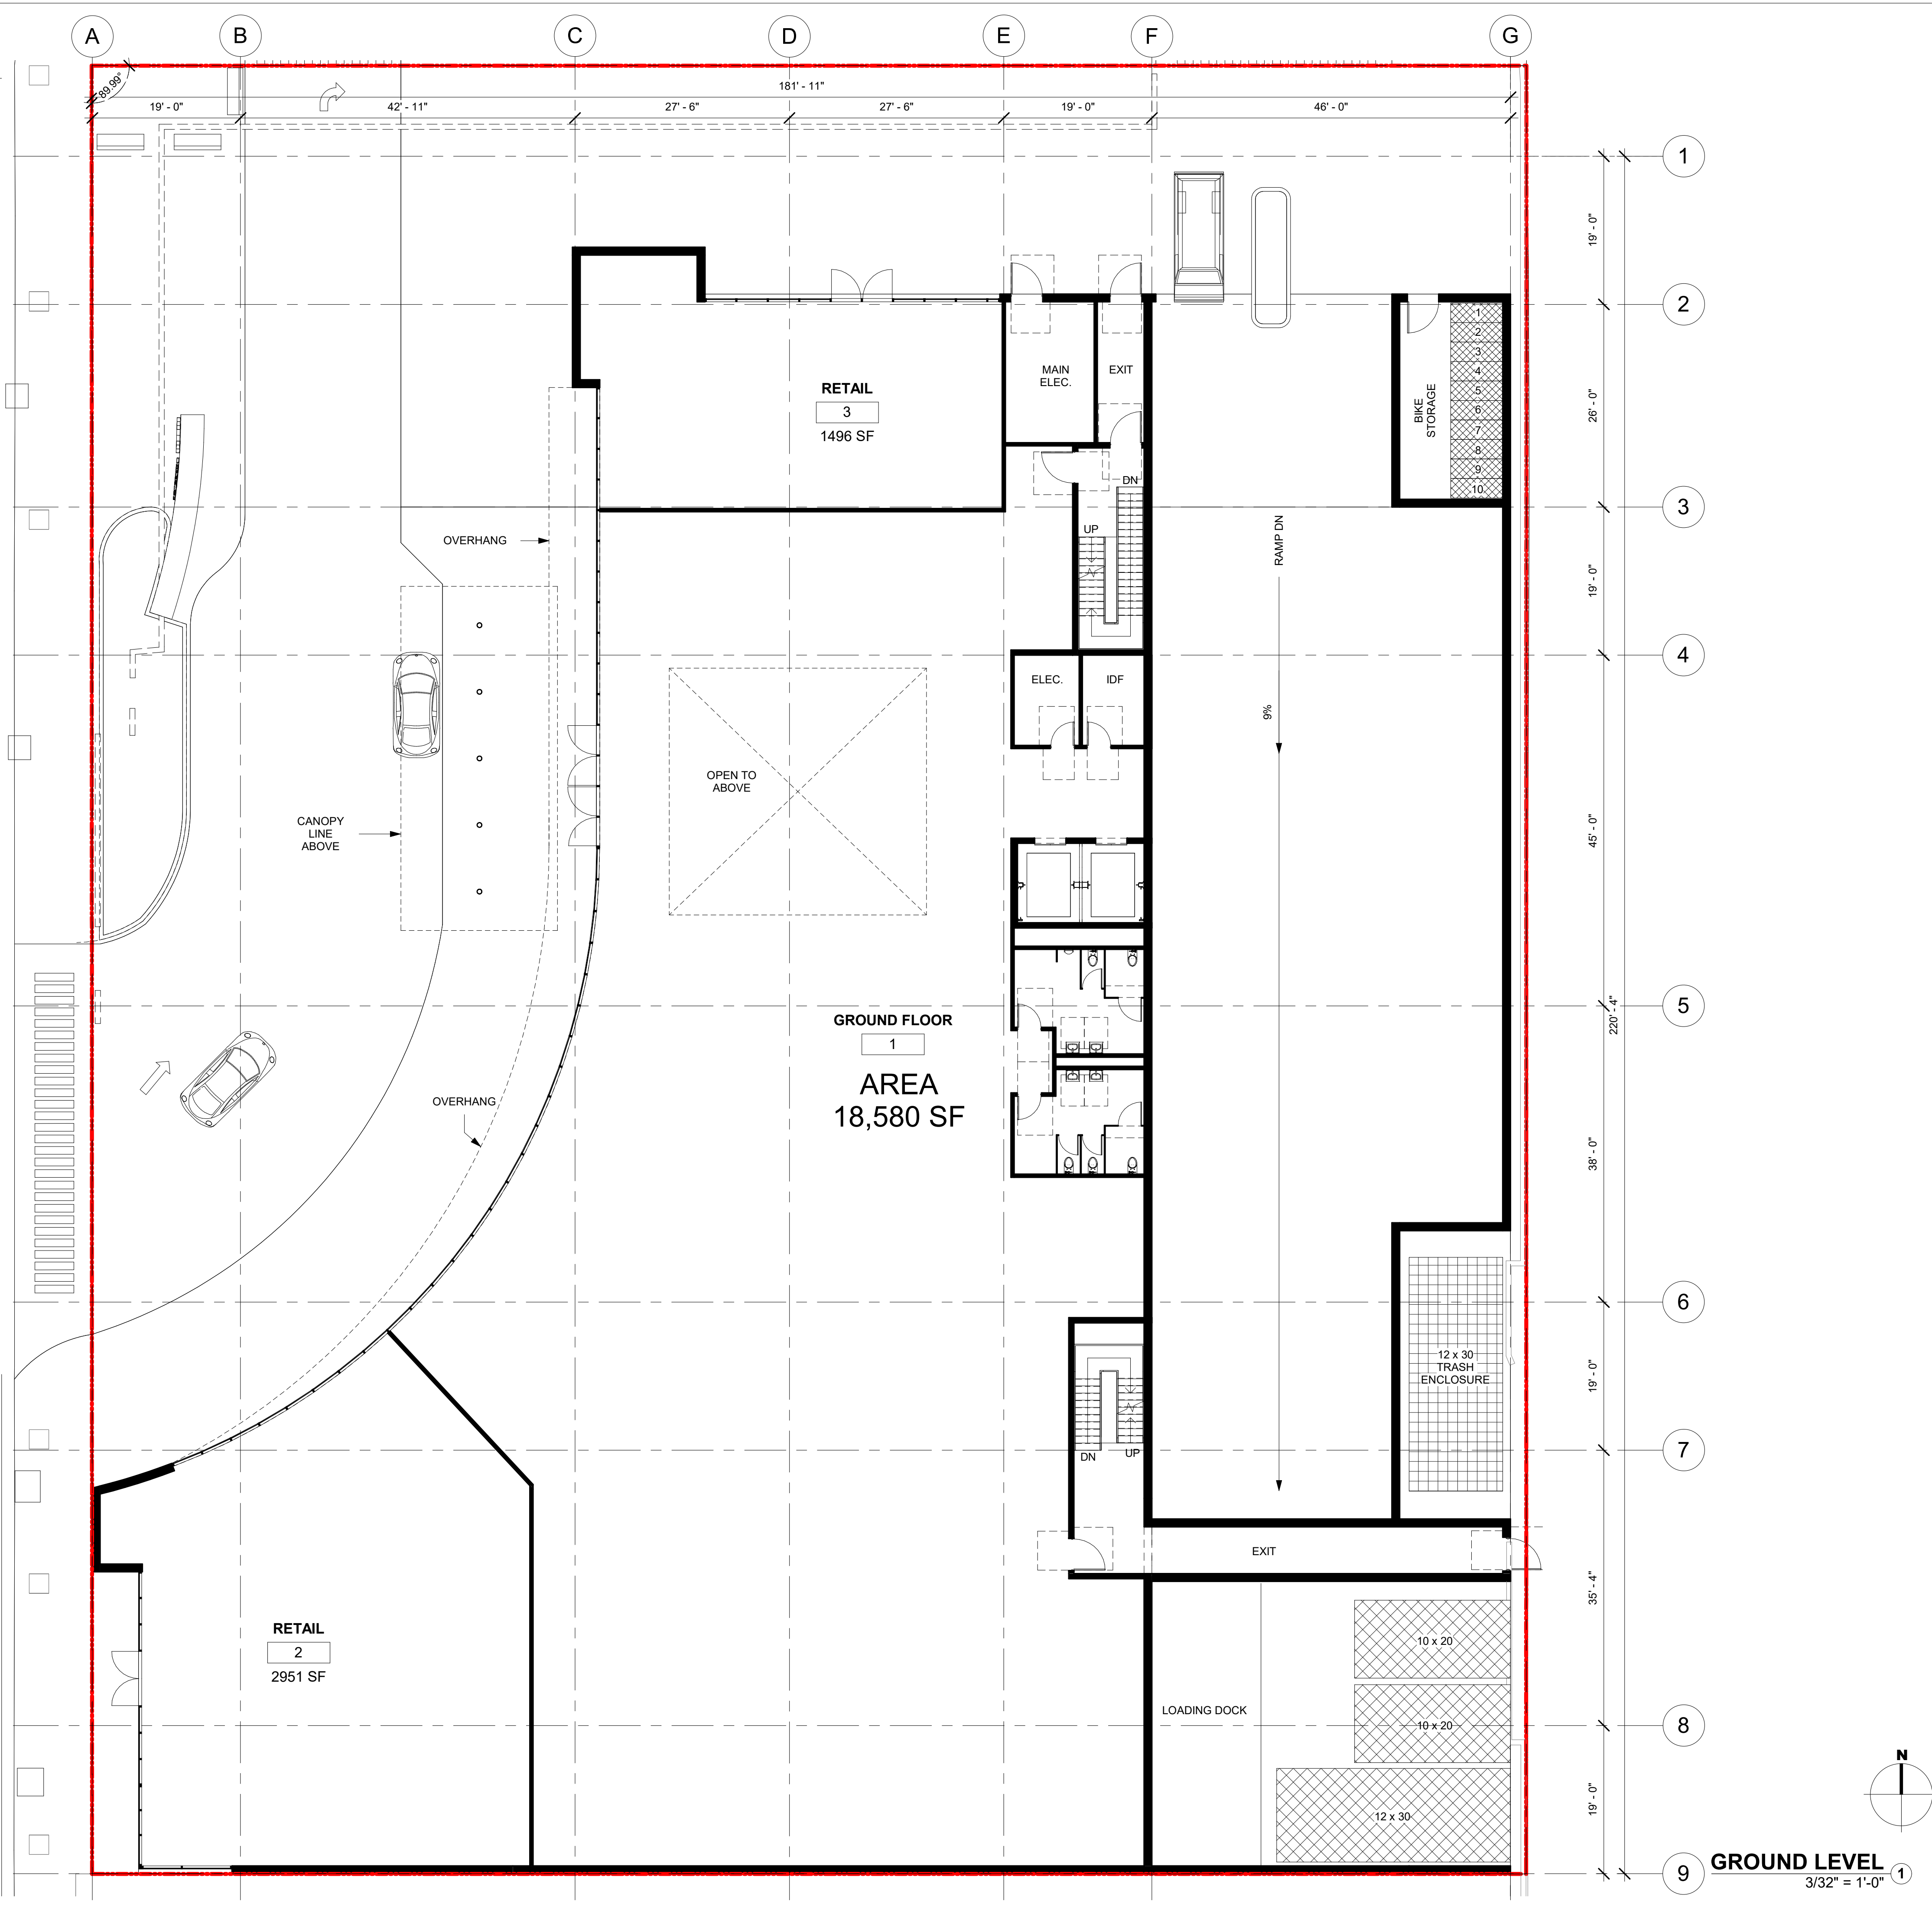 A
B
C
D
E
F
G
89.99°
181' - 11"
19' - 0"
42' - 11"
27' - 6"
27' - 6"
19' - 0"
46' - 0"
1
19' - 0"
2
RETAIL
3
1496 SF
MAIN
ELEC.
EXIT
BIKE
STORAGE
1
2
3
4
5
6
7
8
9
10
26' - 0"
DN
UP
3
OVERHANG
RAMP DN
19' - 0"
4
ELEC.
IDF
9%
OPEN TO
ABOVE
CANOPY
LINE
ABOVE
45' - 0"
5
220' - 4"
GROUND FLOOR
1
AREA
18,580 SF
OVERHANG
38' - 0"
6
12 x 30
TRASH
ENCLOSURE
19' - 0"
7
DN
UP
EXIT
35' - 4"
RETAIL
2
2951 SF
10 x 20
LOADING DOCK
10 x 20
8
12 x 30
19' - 0"
N
9
GROUND LEVEL
1
3/32" = 1'-0"